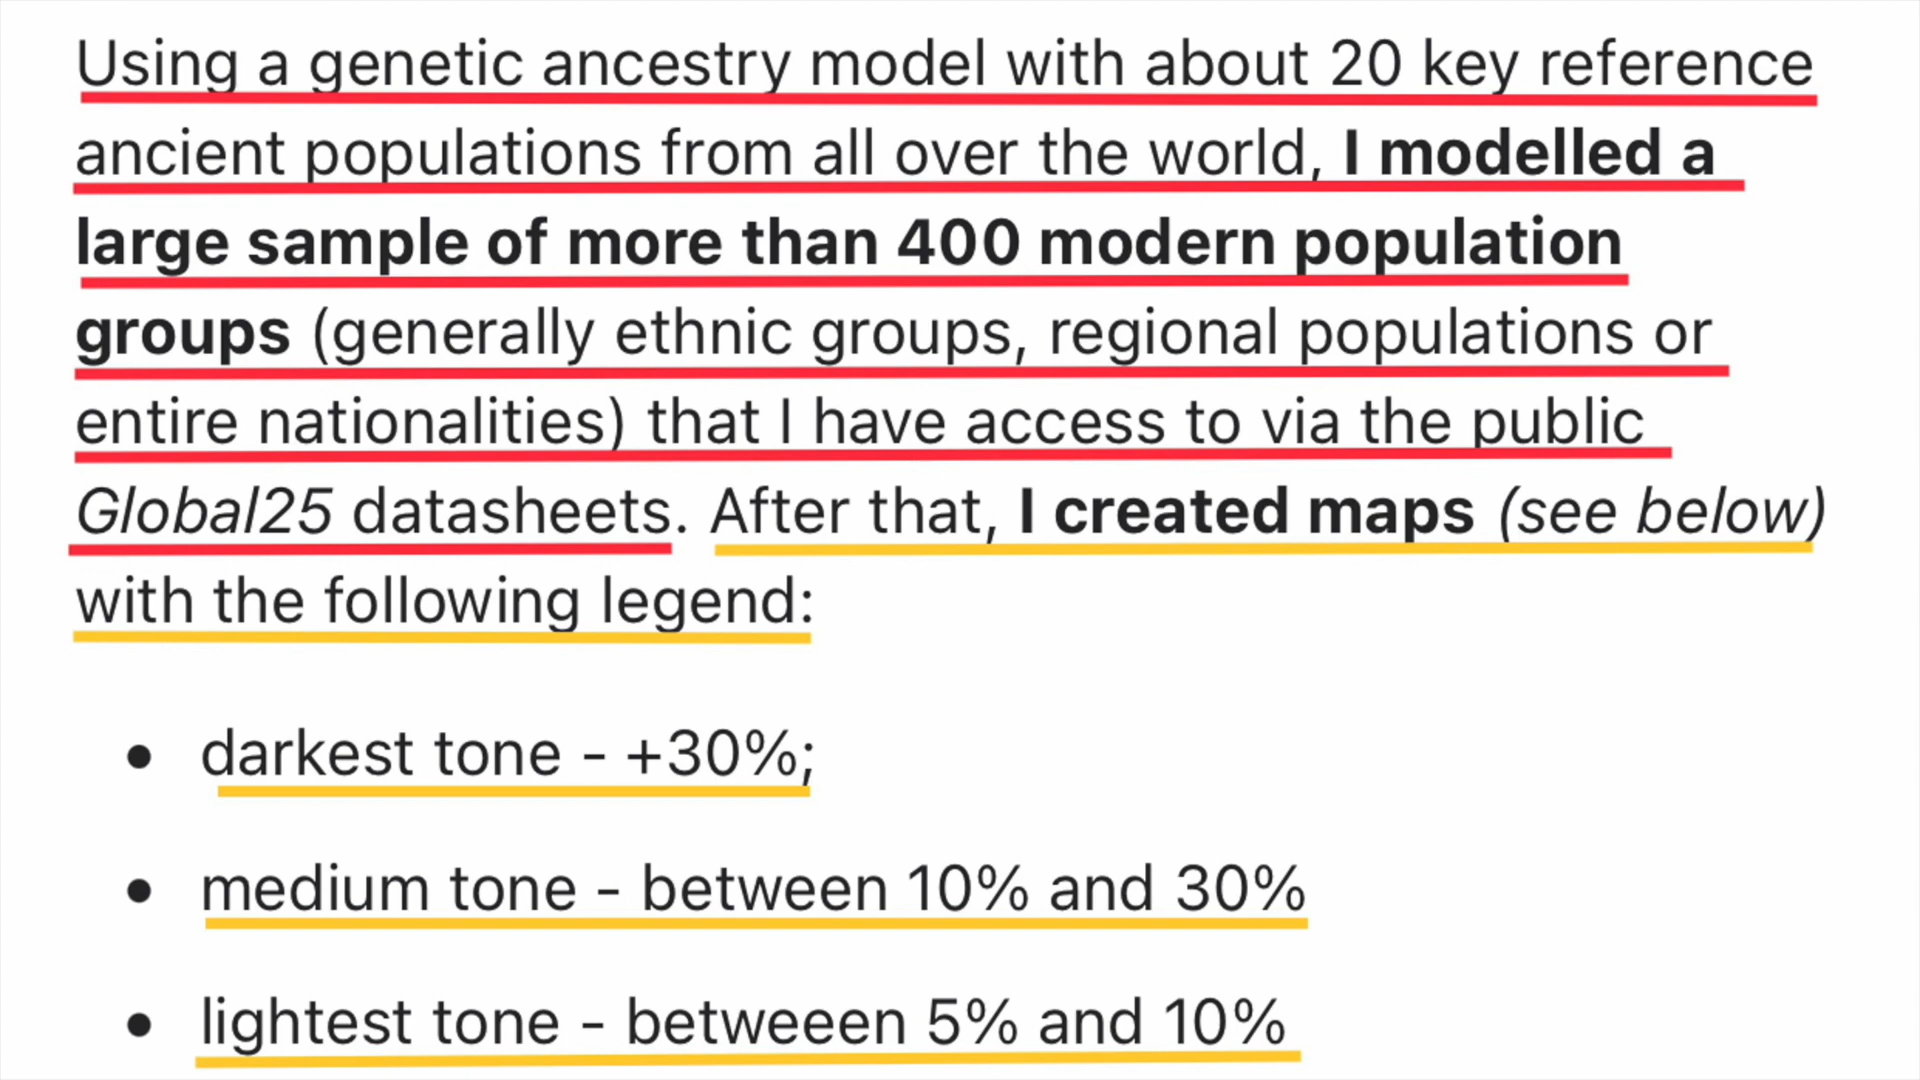 Using a genetic ancestry model with about 20 key reference
ancient populations from all over the world, I modelled a
large sample of more than 400 modern population
groups (generally ethnic groups, regional populations or
entire nationalities) that I have access to via the public
Global25 datasheets. After that, I created maps (see below)
with the following legend:
• darkest tone - +30%;
• medium tone - between 10% and 30%
• lightest tone - betweeen 5% and 10%